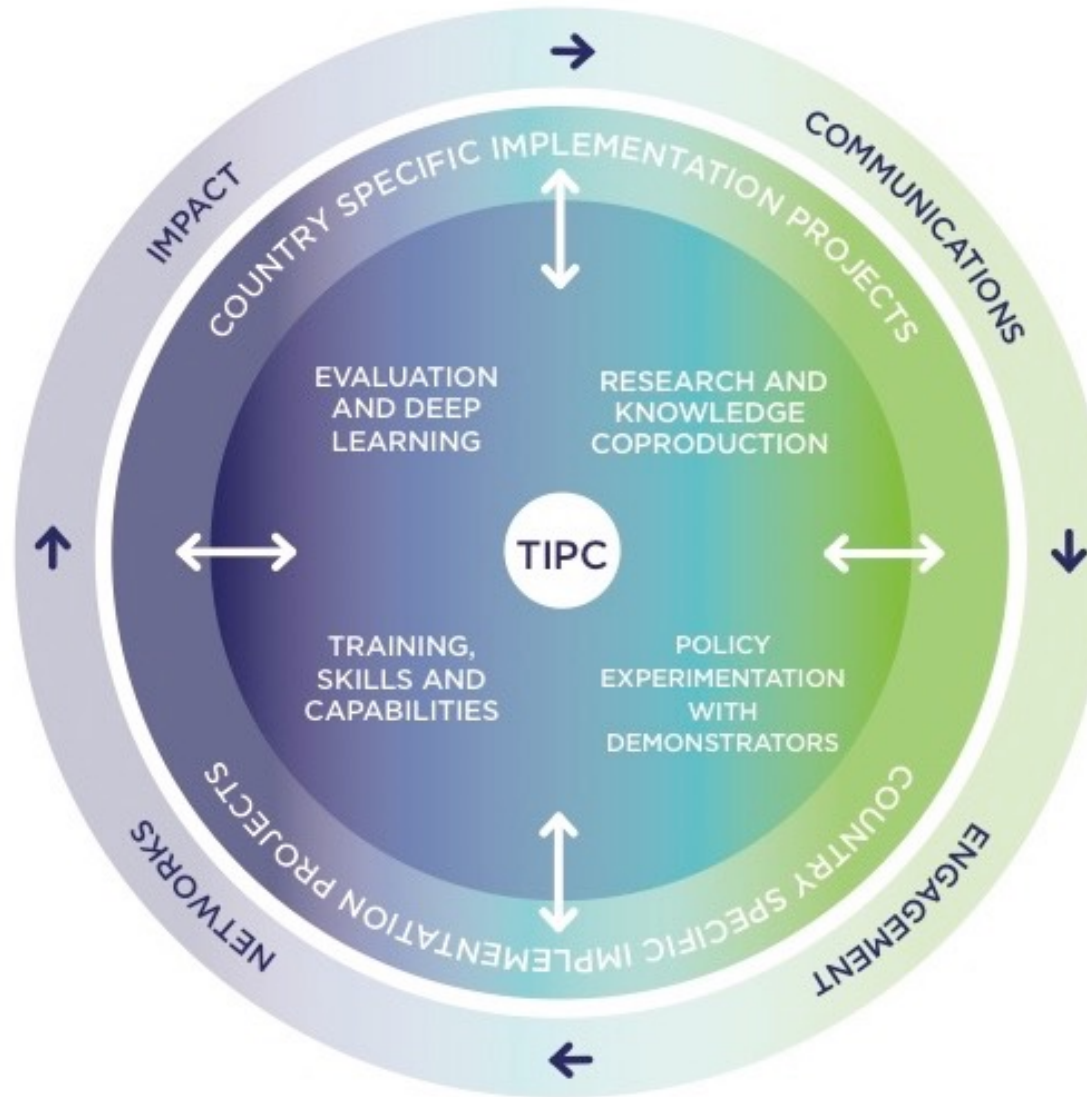 IMPACT
COMMUNICATIONS
COUNTRY SPECIFIC IMPLEMENTATION PROJECTS
EVALUATION
AND DEEP
LEARNING
RESEARCH AND
KNOWLEDGE
COPRODUCTION
TIPC
TRAINING,
SKILLS AND
CAPABILITIES
POLICY
EXPERIMENTATION
WITH
DEMONSTRATORS
COUNTRY SPECIFIC IMPLEMENTATION PROJECTS
NETWORKS
ENGAGEMENT